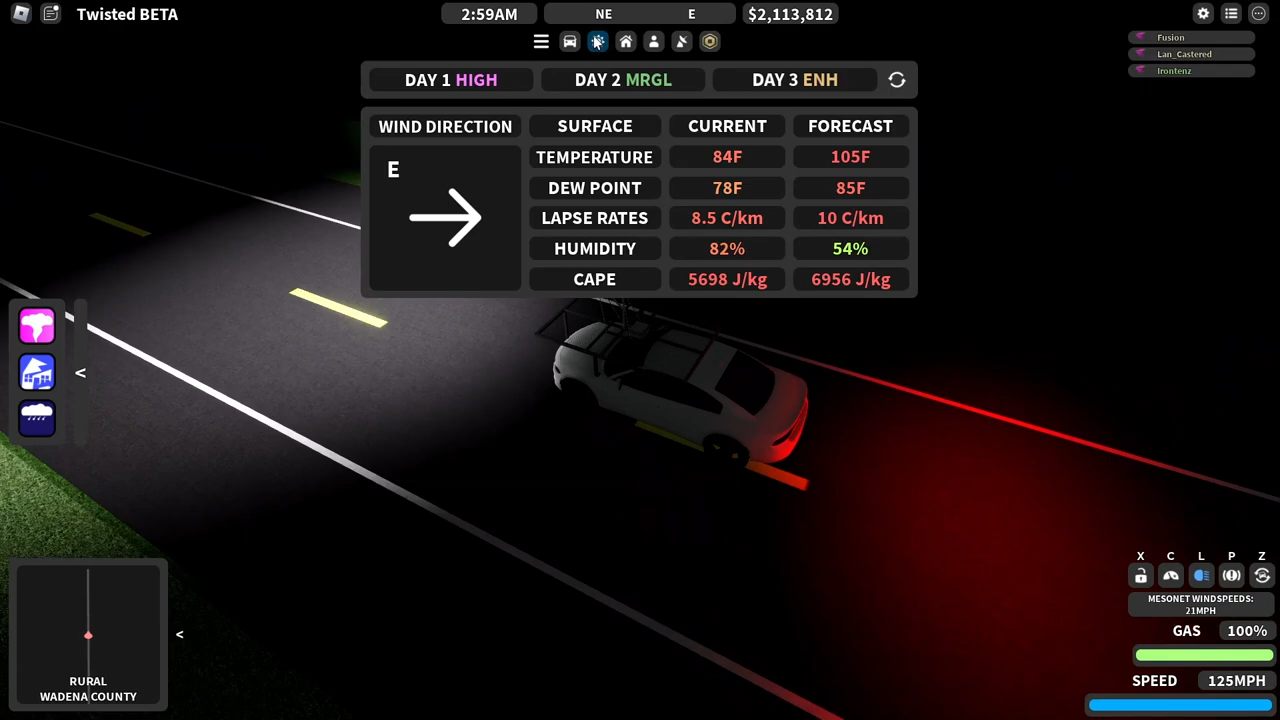 Twisted BETA
2:59AM
NE E
$2,113,812
Fusion
Lan_Castered
Irontenz
DAY 1 HIGH
DAY 2 MRGL
DAY 3 ENH
WIND DIRECTION
E
SURFACE CURRENT FORECAST
TEMPERATURE 84F 105F
DEW POINT 78F 85F
LAPSE RATES 8.5 C/km 10 C/km
HUMIDITY 82% 54%
CAPE 5698 J/kg 6956 J/kg
<
<
RURAL
WADENA COUNTY
X C L P Z
MESONET WINDSPEEDS:
21MPH
GAS 100%
SPEED 125MPH